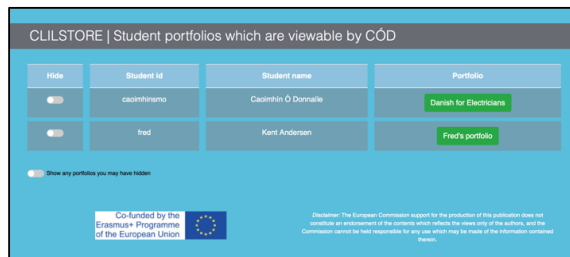 CLILSTORE | Student portfolios which are viewable by CÓD
Hide Student id Student name Portfolio
caoimhinsmo Caoimhín Ó Donnaíle Danish for Electricians
fred Kent Andersen Fred's portfolio
Show any portfolios you may have hidden
Co-funded by the
Erasmus+ Programme
of the European Union
Disclaimer: The European Commission support for the production of this publication does not
constitute an endorsement of the contents which reflects the views only of the authors, and the
Commission cannot be held responsible for any use which may be made of the information contained
therein.